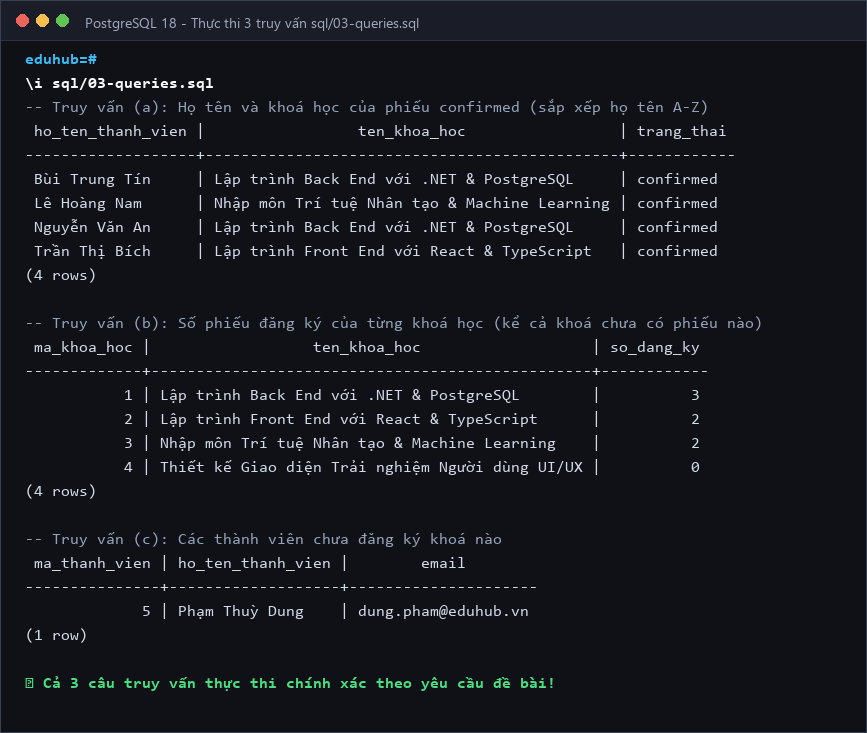 PostgreSQL 18 - Thực thi 3 truy vấn sql/03-queries.sql
eduhub=#
\i sql/03-queries.sql
-- Truy vấn (a): Họ tên và khoá học của phiếu confirmed (sắp xếp họ tên A-Z)
 ho_ten_thanh_vien |                 ten_khoa_hoc                 | trang_thai
-------------------+----------------------------------------------+------------
 Bùi Trung Tín     | Lập trình Back End với .NET & PostgreSQL     | confirmed
 Lê Hoàng Nam      | Nhập môn Trí tuệ Nhân tạo & Machine Learning | confirmed
 Nguyễn Văn An     | Lập trình Back End với .NET & PostgreSQL     | confirmed
 Trần Thị Bích     | Lập trình Front End với React & TypeScript   | confirmed
(4 rows)
-- Truy vấn (b): Số phiếu đăng ký của từng khoá học (kể cả khoá chưa có phiếu nào)
 ma_khoa_hoc |                  ten_khoa_hoc                   | so_dang_ky
-------------+-------------------------------------------------+------------
           1 | Lập trình Back End với .NET & PostgreSQL        |          3
           2 | Lập trình Front End với React & TypeScript      |          2
           3 | Nhập môn Trí tuệ Nhân tạo & Machine Learning    |          2
           4 | Thiết kế Giao diện Trải nghiệm Người dùng UI/UX |          0
(4 rows)
-- Truy vấn (c): Các thành viên chưa đăng ký khoá nào
 ma_thanh_vien | ho_ten_thanh_vien |        email
---------------+-------------------+---------------------
             5 | Phạm Thuỳ Dung    | dung.pham@eduhub.vn
(1 row)
Cả 3 câu truy vấn thực thi chính xác theo yêu cầu đề bài!